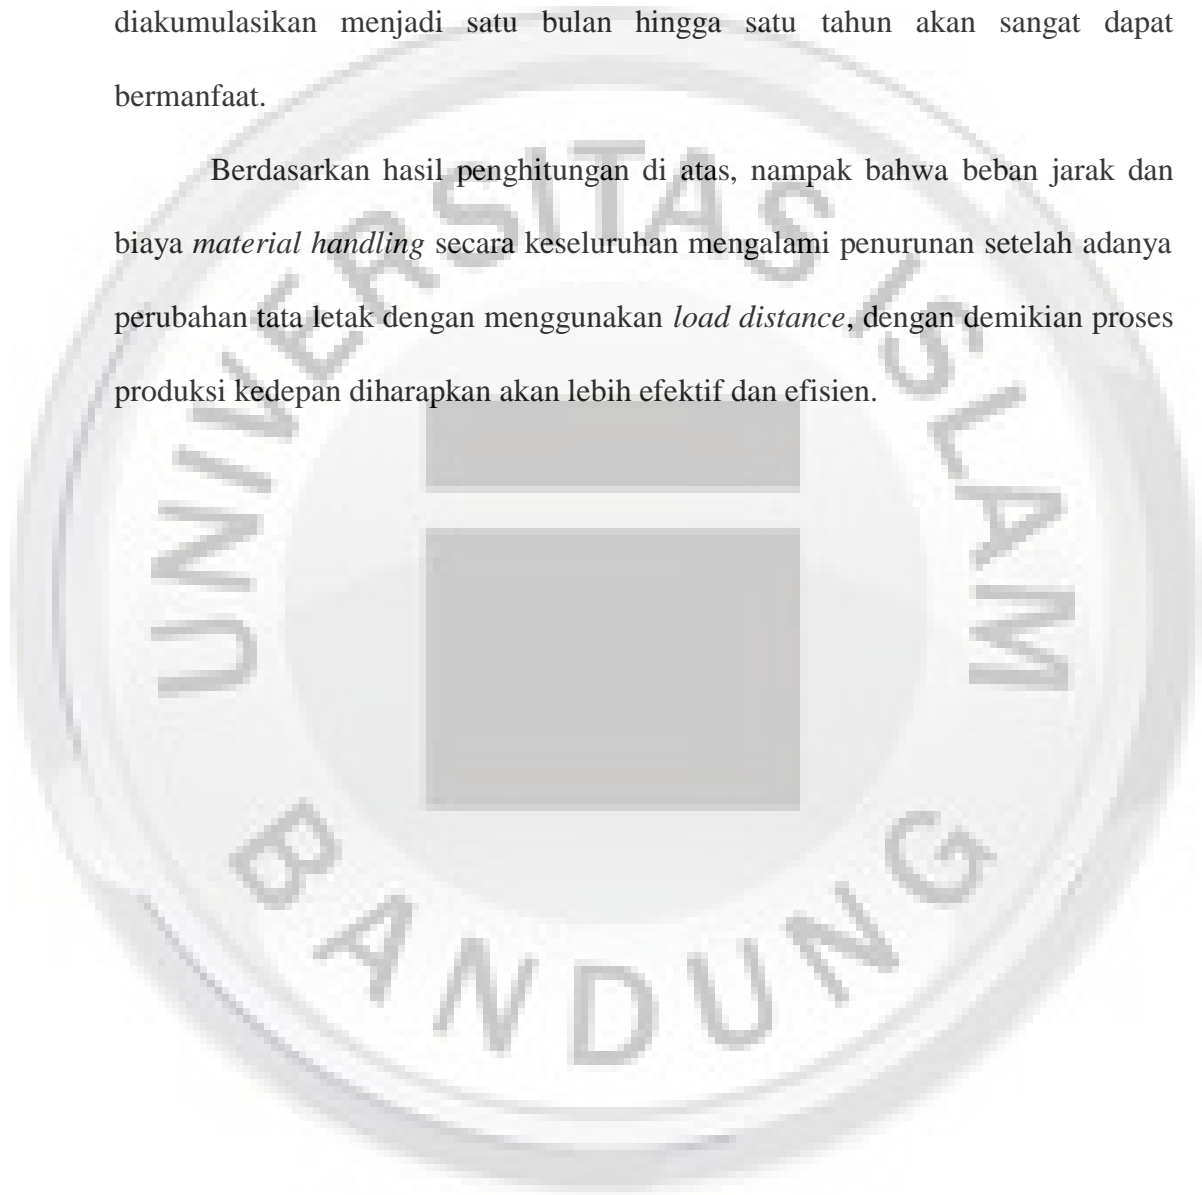 diakumulasikan menjadi satu bulan hingga satu tahun akan sangat dapat
bermanfaat.
Berdasarkan hasil penghitungan di atas, nampak bahwa beban jarak dan
biaya material handling secara keseluruhan mengalami penurunan setelah adanya
perubahan tata letak dengan menggunakan load distance, dengan demikian proses
produksi kedepan diharapkan akan lebih efektif dan efisien.
UNIVERSITAS ISLAM
BANDUNG